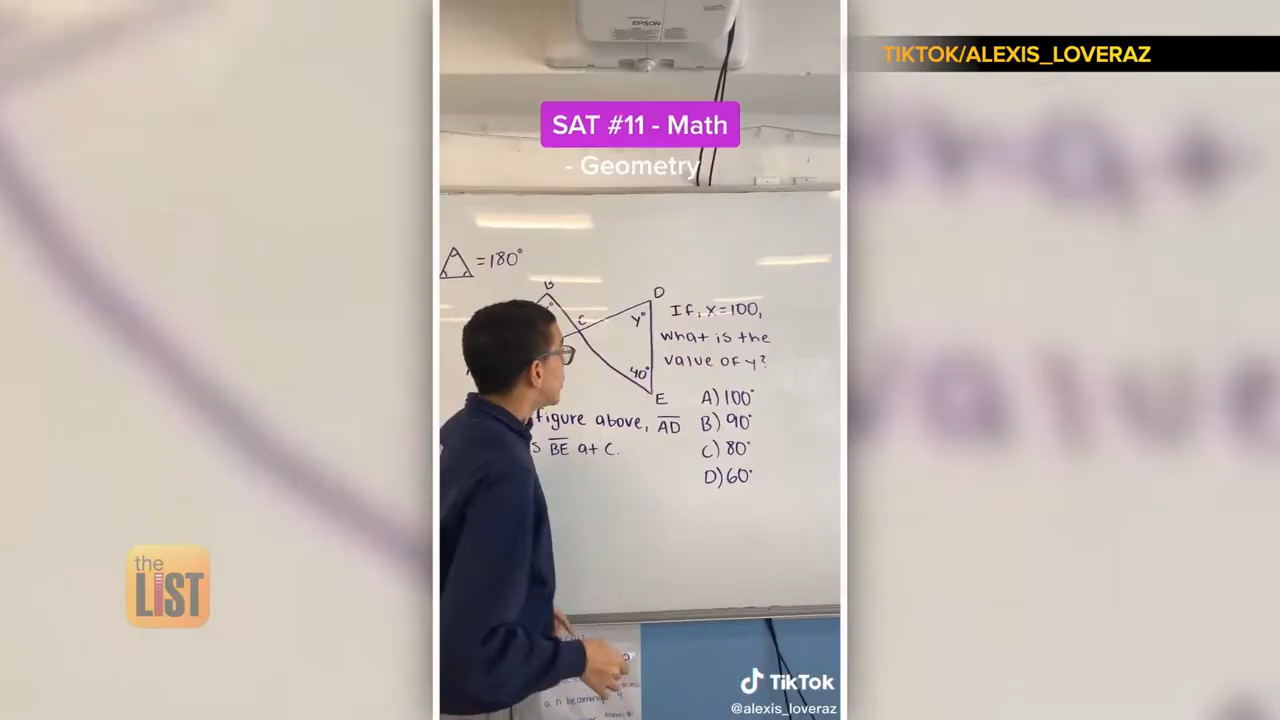 EPSON
TIKTOK/ALEXIS_LOVERAZ
SAT #11 - Math
- Geometry
= 180°
B
D
C
y°
If, x=100,
what is the
value of y?
40°
E
figure above, AD
s BE at C.
A) 100°
B) 90°
C) 80°
D) 60°
the
LIST
TikTok
@alexis_loveraz